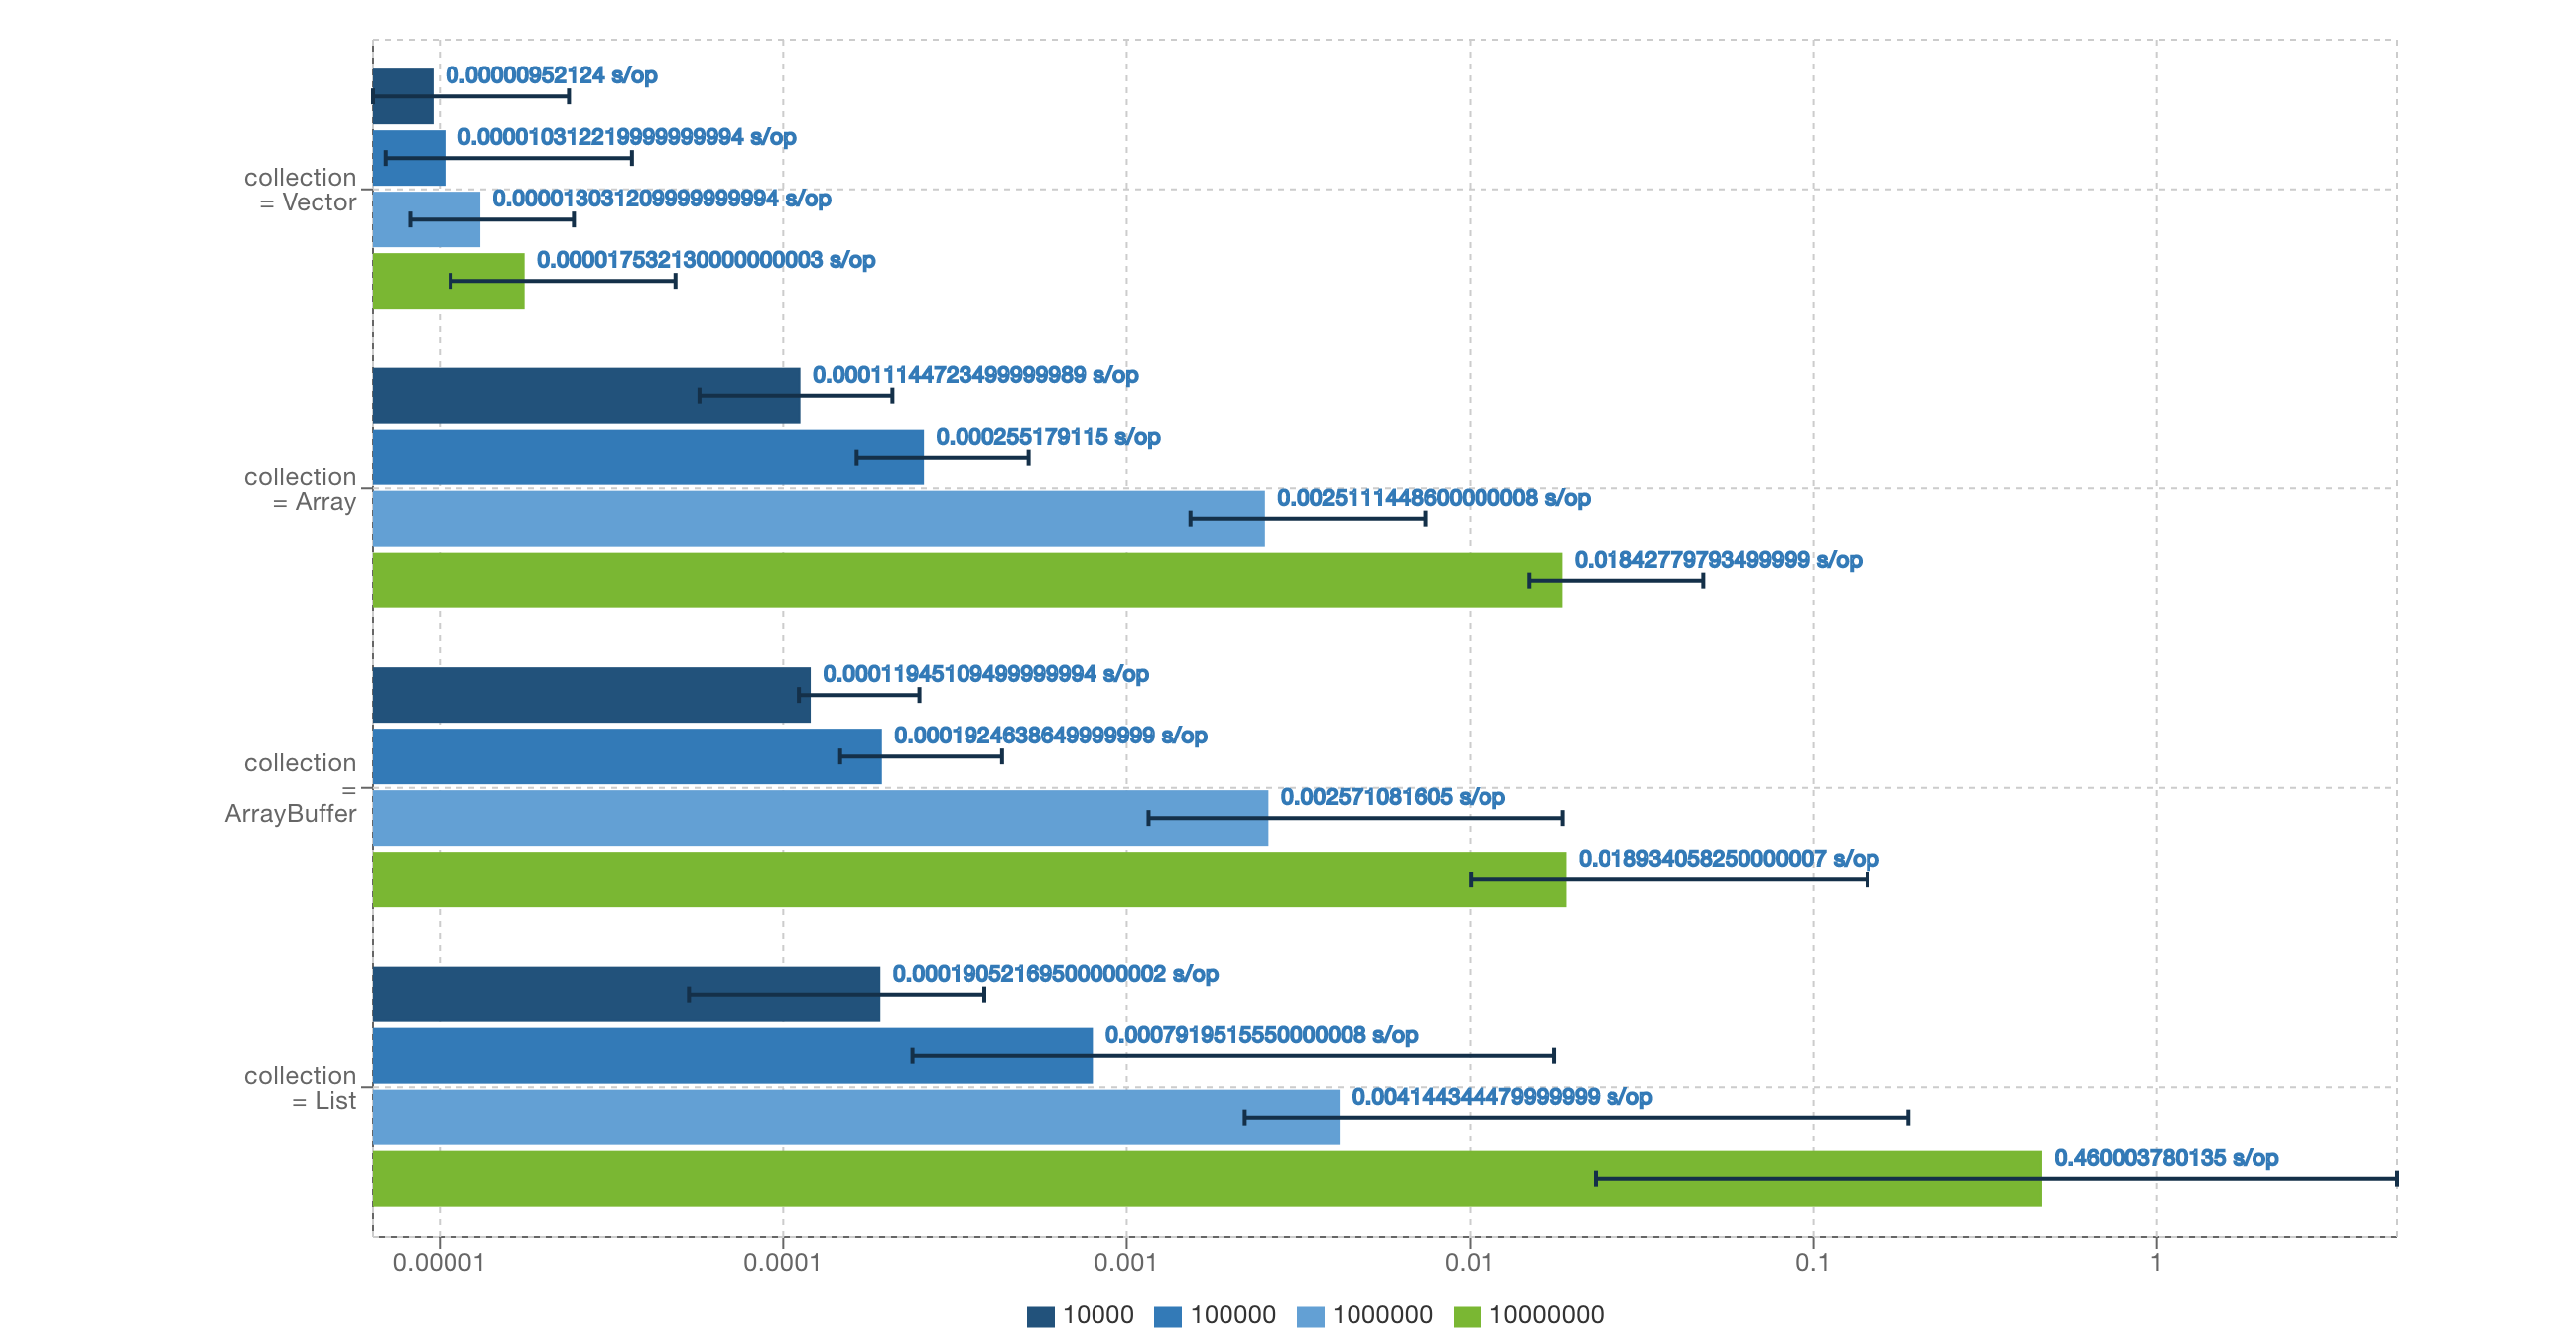 0.00000952124 s/op
0.000010312219999999994 s/op
collection
= Vector
0.000013031209999999994 s/op
0.000017532130000000003 s/op
0.00011144723499999989 s/op
0.000255179115 s/op
collection
= Array
0.0025111448600000008 s/op
0.01842779793499999 s/op
0.00011945109499999994 s/op
0.0001924638649999999 s/op
collection
=
ArrayBuffer
0.002571081605 s/op
0.018934058250000007 s/op
0.00019052169500000002 s/op
0.0007919515550000008 s/op
collection
= List
0.004144344479999999 s/op
0.460003780135 s/op
0.00001 0.0001 0.001 0.01 0.1 1
10000 100000 1000000 10000000